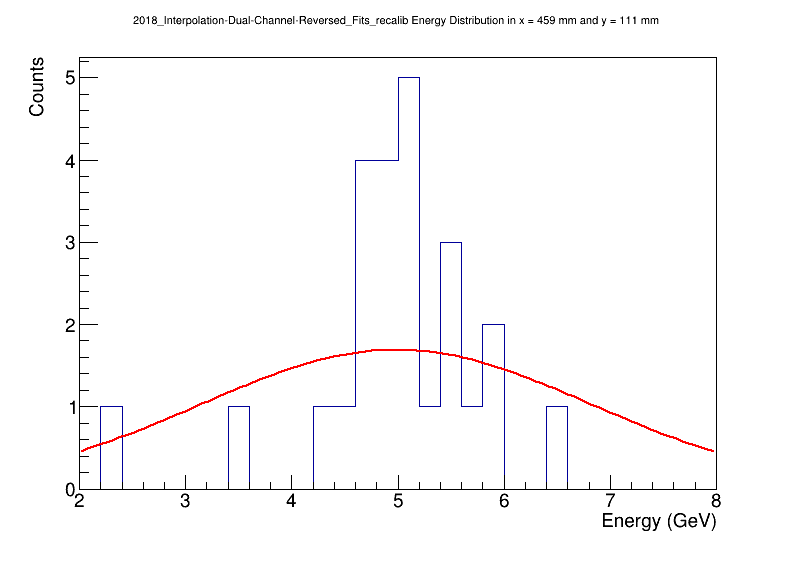 2018_Interpolation-Dual-Channel-Reversed_Fits_recalib Energy Distribution in x = 459 mm and y = 111 mm
Counts
5
4
3
2
1
0
2 3 4 5 6 7 8
Energy (GeV)